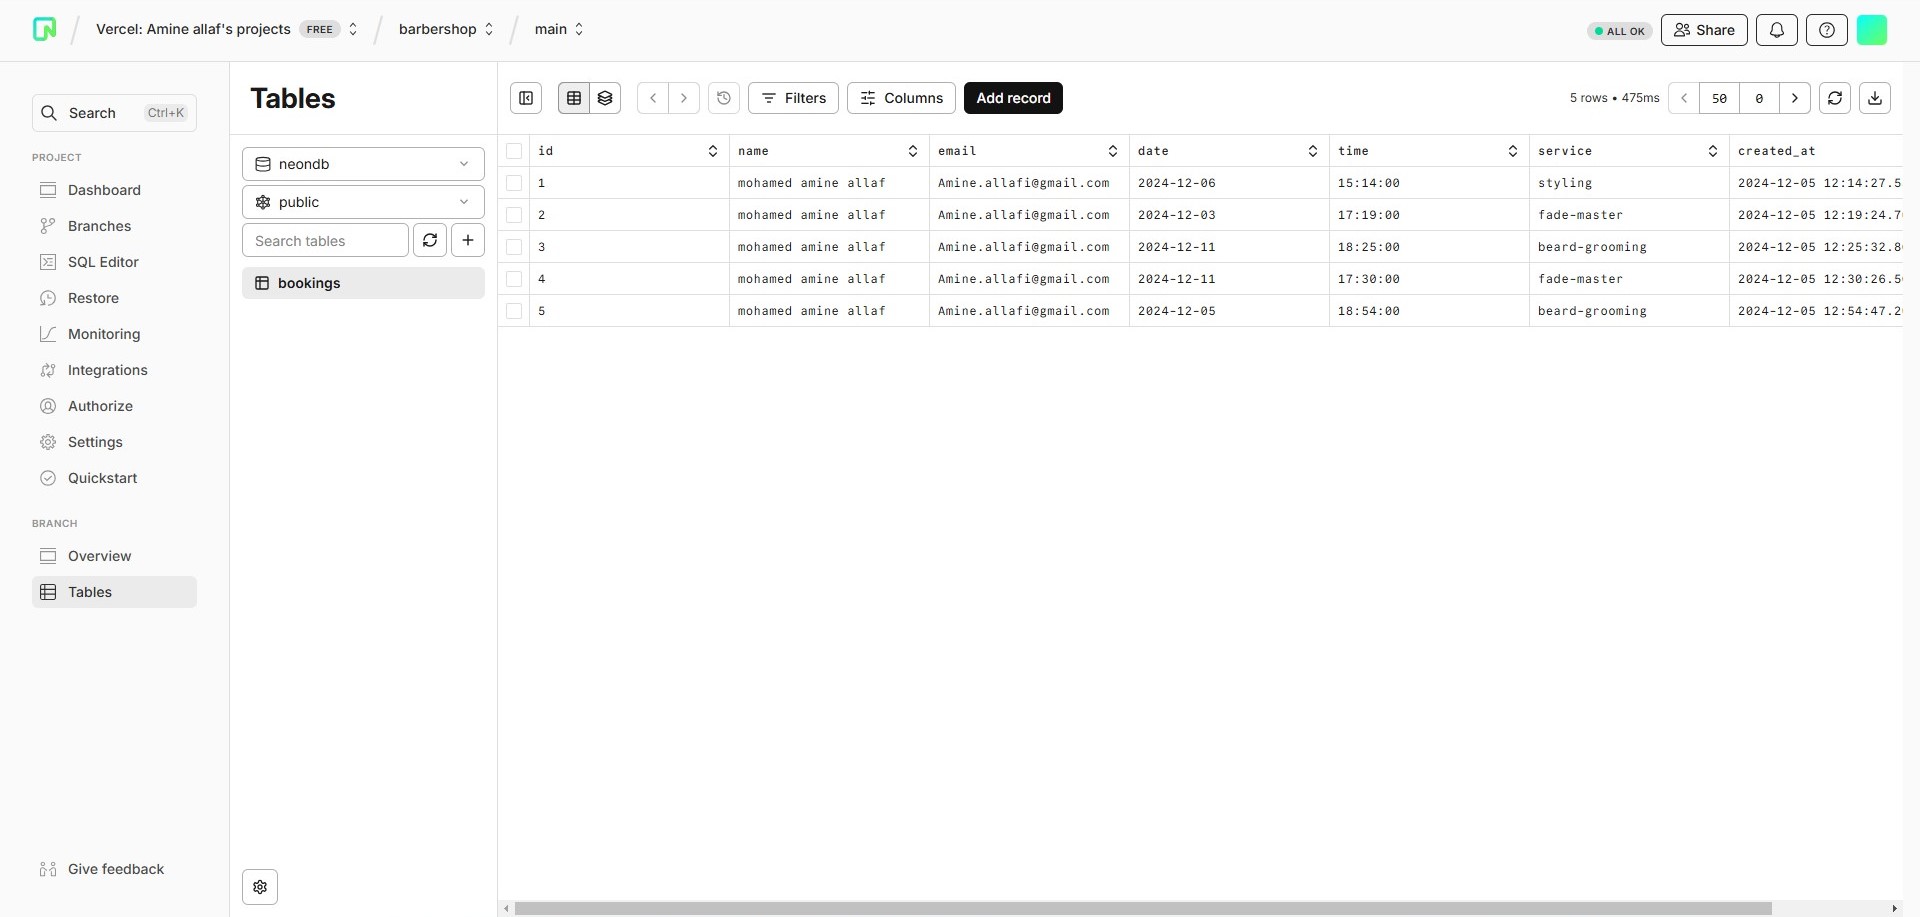 Vercel: Amine allaf's projects FREE barbershop main ALL OK Share
Search Ctrl+K
PROJECT
Dashboard
Branches
SQL Editor
Restore
Monitoring
Integrations
Authorize
Settings
Quickstart
BRANCH
Overview
Tables
Give feedback
Tables
neondb
public
Search tables
bookings
Filters Columns Add record 5 rows • 475ms 50 0
id name email date time service created_at
1 mohamed amine allaf Amine.allafi@gmail.com 2024-12-06 15:14:00 styling 2024-12-05 12:14:27.5
2 mohamed amine allaf Amine.allafi@gmail.com 2024-12-03 17:19:00 fade-master 2024-12-05 12:19:24.7
3 mohamed amine allaf Amine.allafi@gmail.com 2024-12-11 18:25:00 beard-grooming 2024-12-05 12:25:32.8
4 mohamed amine allaf Amine.allafi@gmail.com 2024-12-11 17:30:00 fade-master 2024-12-05 12:30:26.5
5 mohamed amine allaf Amine.allafi@gmail.com 2024-12-05 18:54:00 beard-grooming 2024-12-05 12:54:47.2